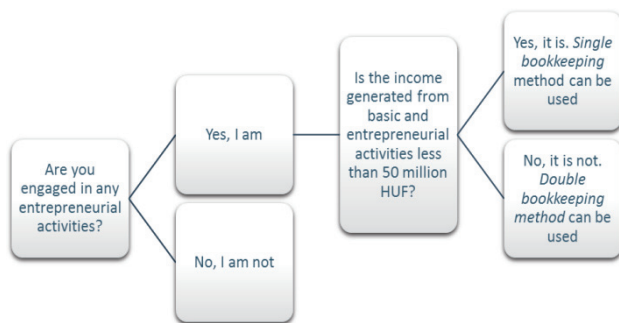 Are you
engaged in any
entrepreneurial
activities?
Yes, I am
No, I am not
Is the income
generated from
basic and
entrepreneurial
activities less
than 50 million
HUF?
Yes, it is. Single
bookkeeping
method can be
used
No, it is not.
Double
bookkeeping
method can be
used